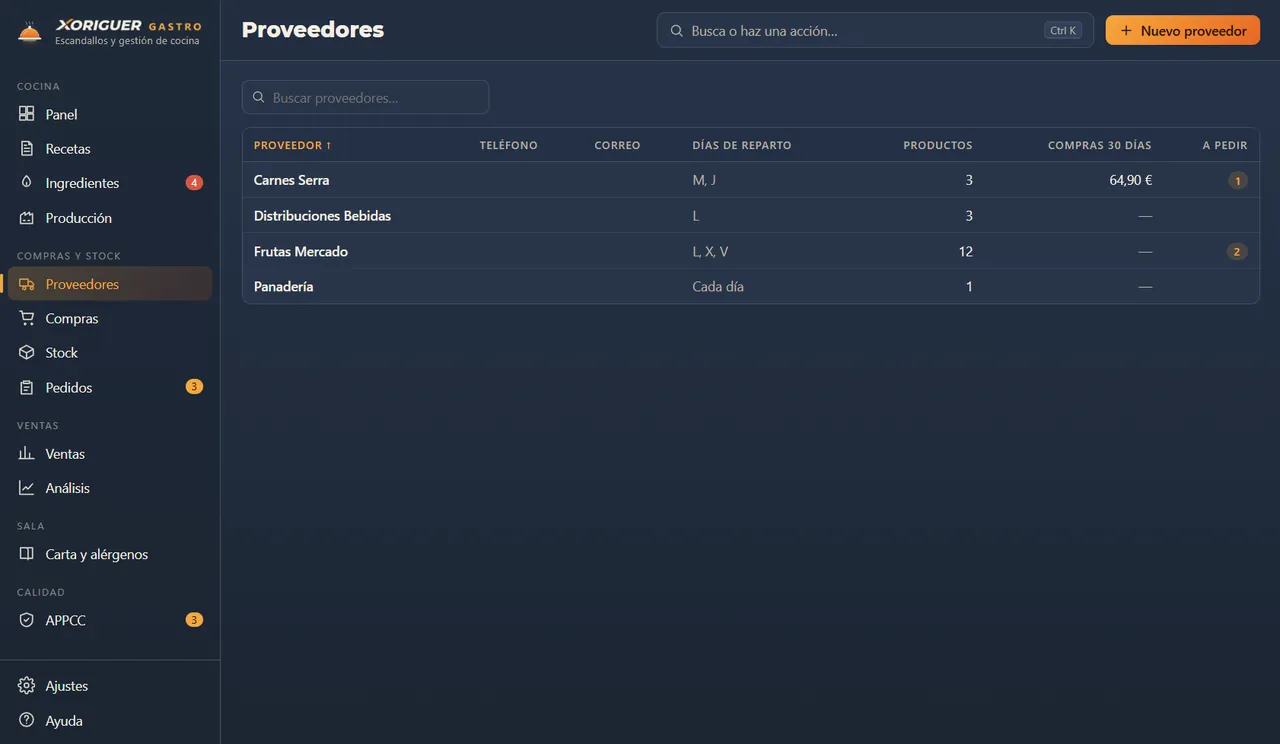 XORIGUER GASTRO
Escandallos y gestión de cocina
COCINA
Panel
Recetas
Ingredientes 4
Producción
COMPRAS Y STOCK
Proveedores
Compras
Stock
Pedidos 3
VENTAS
Ventas
Análisis
SALA
Carta y alérgenos
CALIDAD
APPCC 3
Ajustes
Ayuda
Proveedores
Busca o haz una acción... Ctrl K
+ Nuevo proveedor
Buscar proveedores...
PROVEEDOR ↑ TELÉFONO CORREO DÍAS DE REPARTO PRODUCTOS COMPRAS 30 DÍAS A PEDIR
Carnes Serra M, J 3 64,90 € 1
Distribuciones Bebidas L 3 —
Frutas Mercado L, X, V 12 — 2
Panadería Cada día 1 —